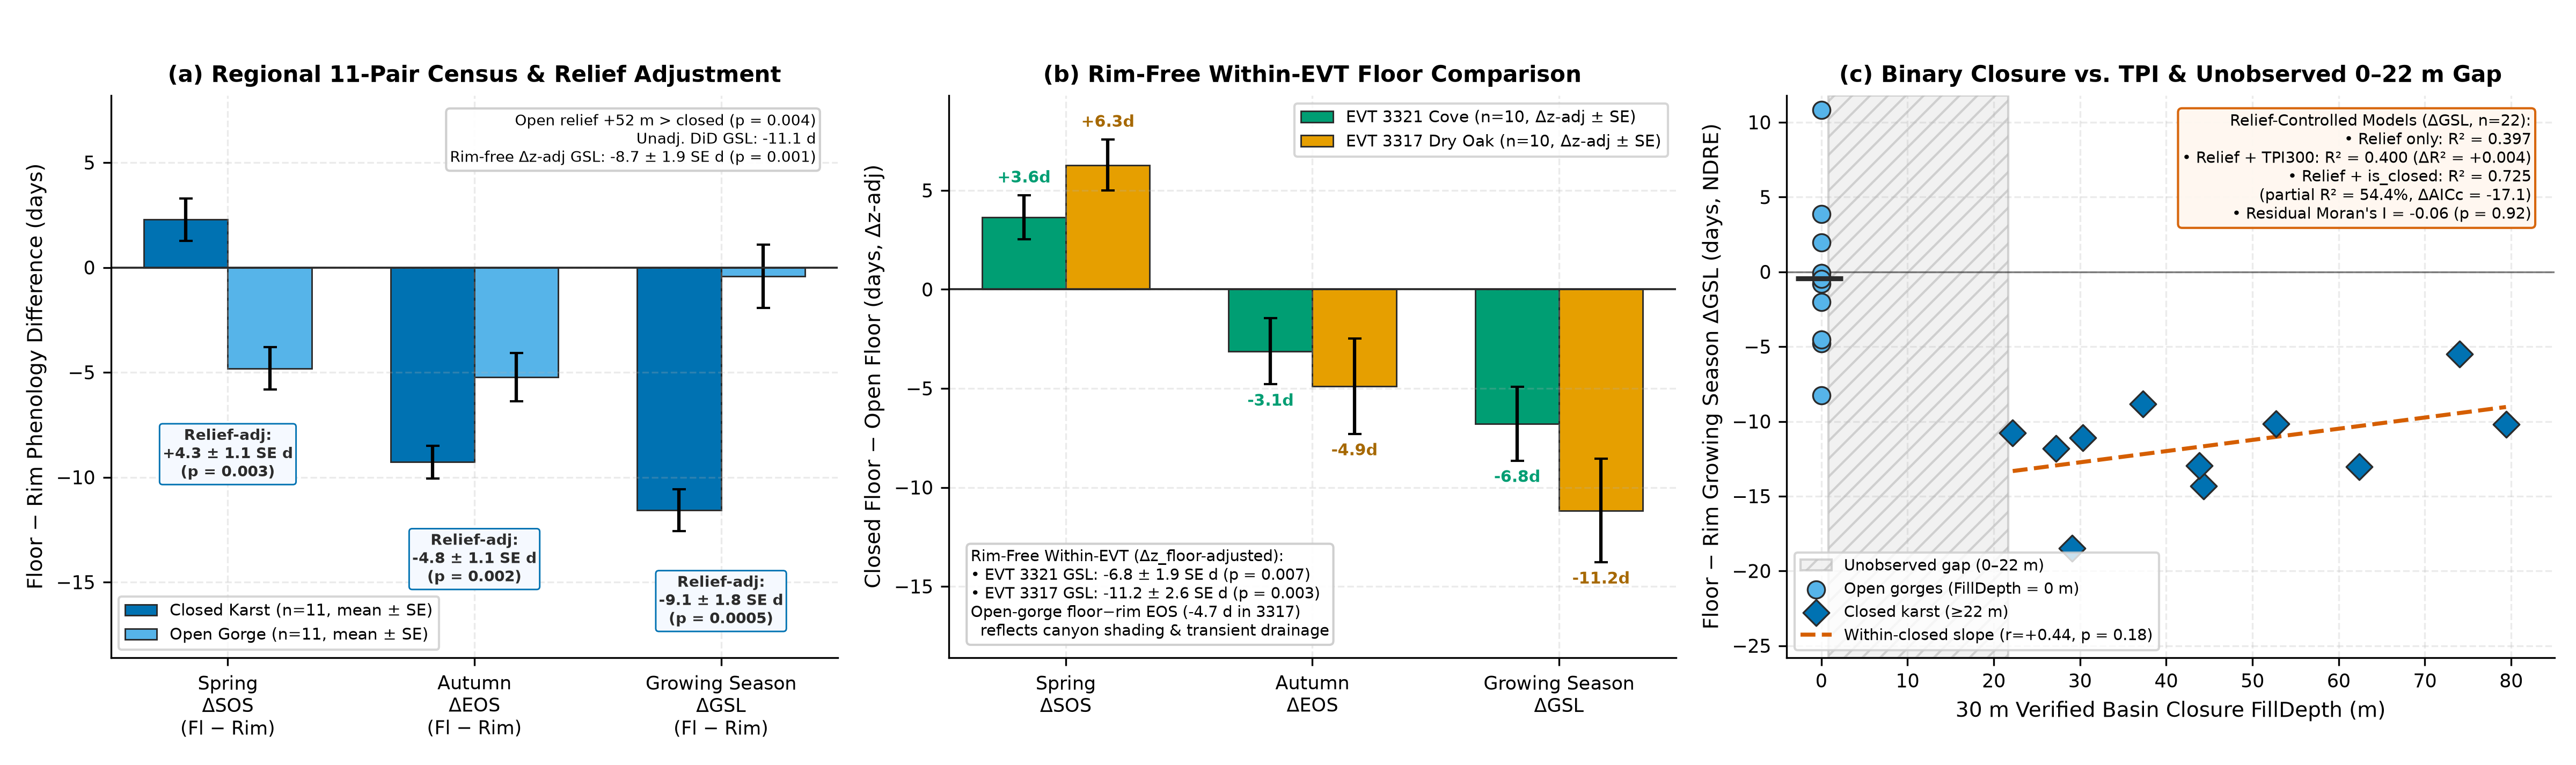 (a) Regional 11-Pair Census & Relief Adjustment
Floor − Rim Phenology Difference (days)
5
0
−5
−10
−15
Open relief +52 m > closed (p = 0.004)
Unadj. DiD GSL: -11.1 d
Rim-free Δz-adj GSL: -8.7 ± 1.9 SE d (p = 0.001)
Relief-adj:
+4.3 ± 1.1 SE d
(p = 0.003)
Relief-adj:
-4.8 ± 1.1 SE d
(p = 0.002)
Relief-adj:
-9.1 ± 1.8 SE d
(p = 0.0005)
Closed Karst (n=11, mean ± SE)
Open Gorge (n=11, mean ± SE)
Spring
ΔSOS
(Fl − Rim)
Autumn
ΔEOS
(Fl − Rim)
Growing Season
ΔGSL
(Fl − Rim)
(b) Rim-Free Within-EVT Floor Comparison
Closed Floor − Open Floor (days, Δz-adj)
5
0
−5
−10
−15
EVT 3321 Cove (n=10, Δz-adj ± SE)
EVT 3317 Dry Oak (n=10, Δz-adj ± SE)
+3.6d
+6.3d
-3.1d
-4.9d
-6.8d
-11.2d
Rim-Free Within-EVT (Δz_floor-adjusted):
• EVT 3321 GSL: -6.8 ± 1.9 SE d (p = 0.007)
• EVT 3317 GSL: -11.2 ± 2.6 SE d (p = 0.003)
Open-gorge floor−rim EOS (-4.7 d in 3317)
reflects canyon shading & transient drainage
Spring
ΔSOS
Autumn
ΔEOS
Growing Season
ΔGSL
(c) Binary Closure vs. TPI & Unobserved 0–22 m Gap
Floor − Rim Growing Season ΔGSL (days, NDRE)
10
5
0
−5
−10
−15
−20
−25
Relief-Controlled Models (ΔGSL, n=22):
• Relief only: R² = 0.397
• Relief + TPI300: R² = 0.400 (ΔR² = +0.004)
• Relief + is_closed: R² = 0.725
(partial R² = 54.4%, ΔAICc = -17.1)
• Residual Moran's I = -0.06 (p = 0.92)
Unobserved gap (0–22 m)
Open gorges (FillDepth = 0 m)
Closed karst (≥22 m)
Within-closed slope (r=+0.44, p = 0.18)
0
10
20
30
40
50
60
70
80
30 m Verified Basin Closure FillDepth (m)